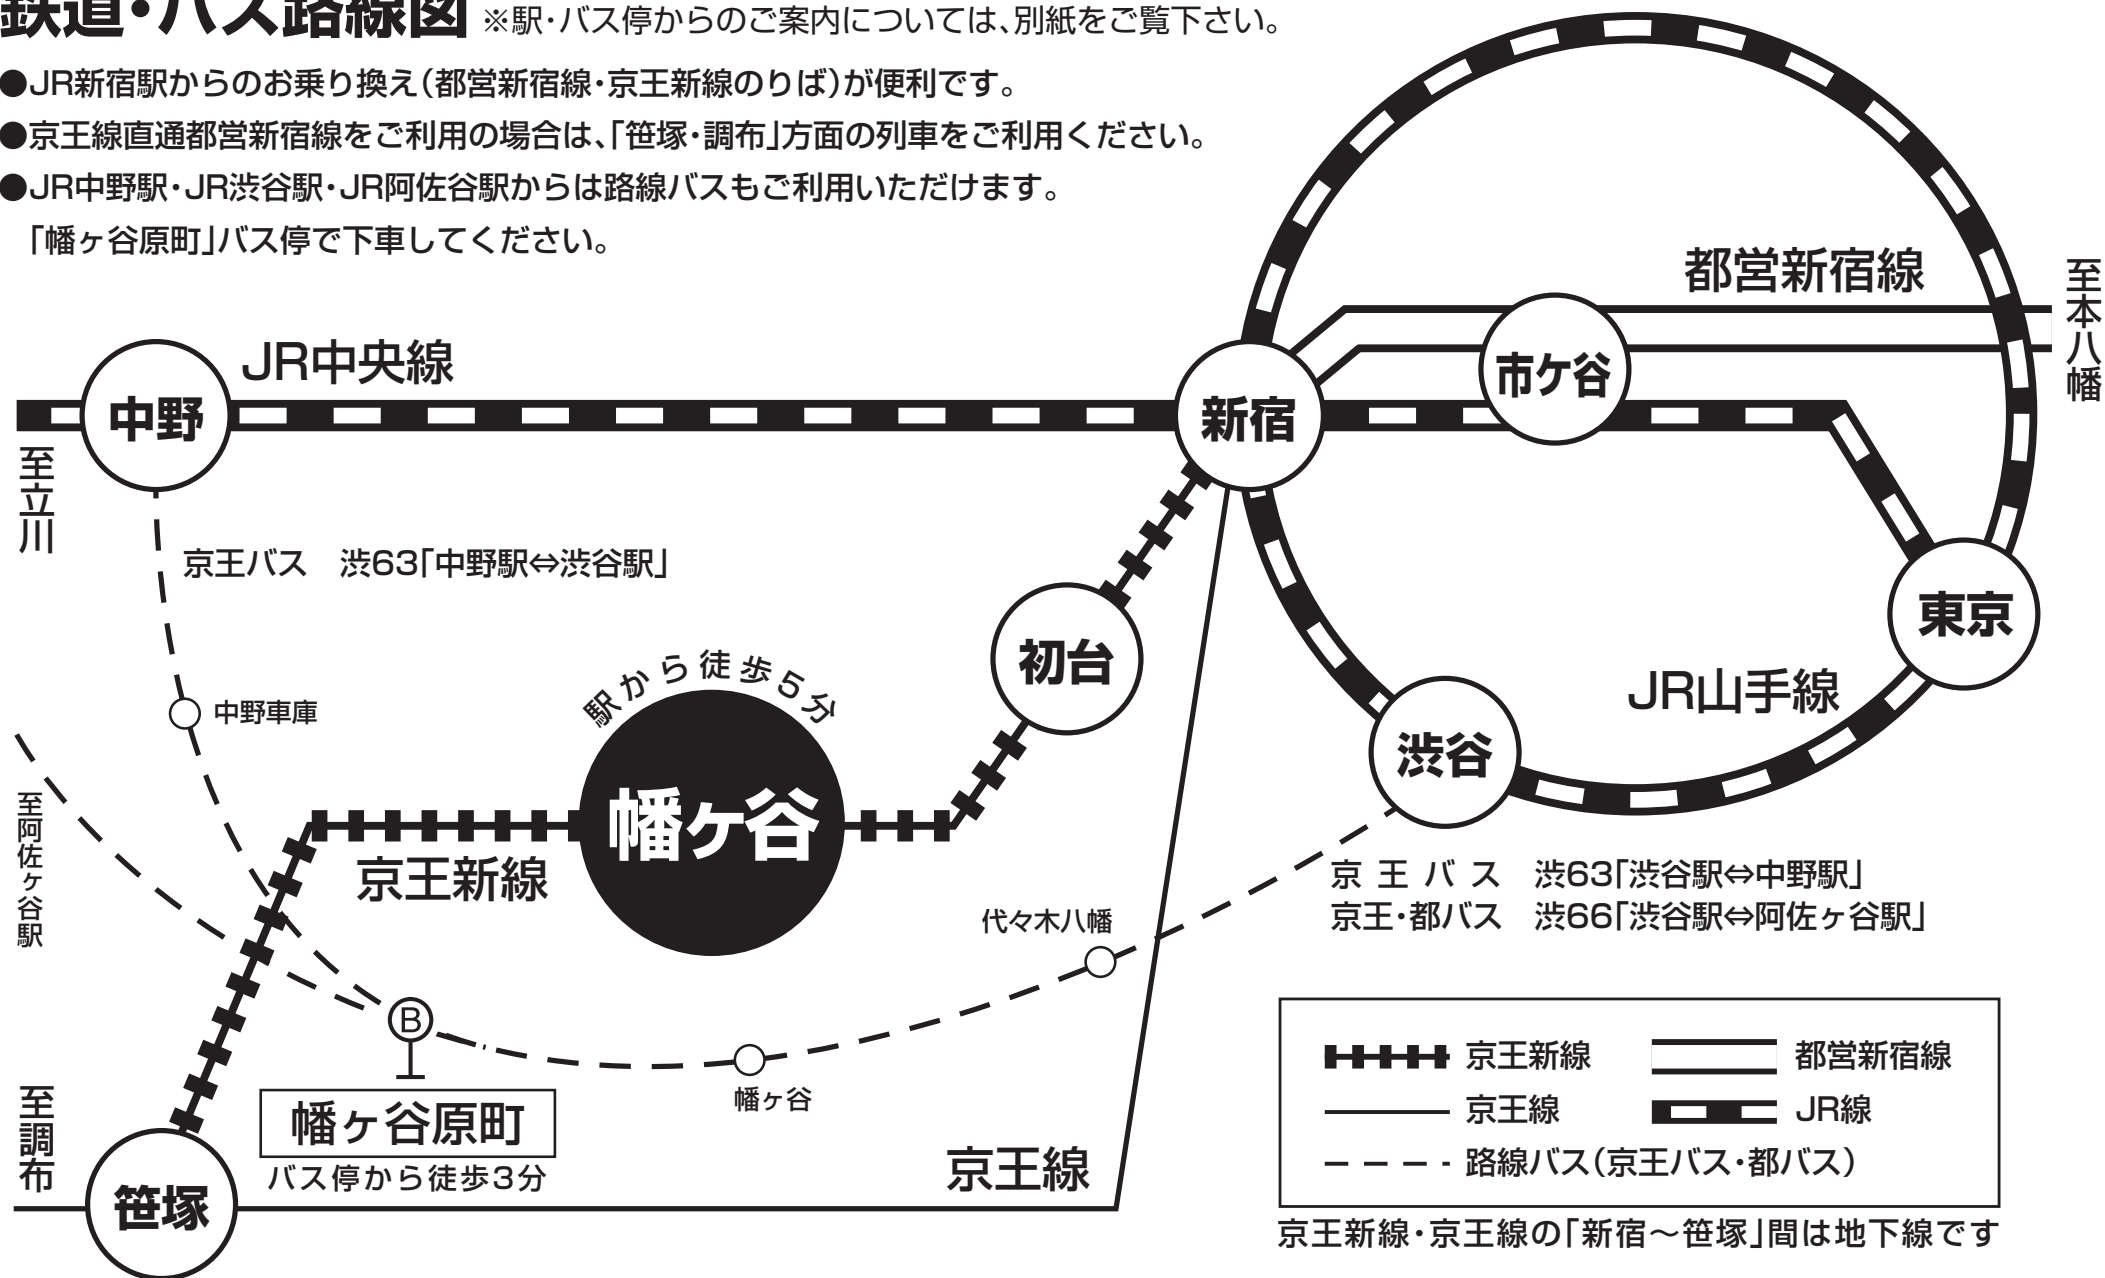 鉄道・バス路線図 ※駅・バス停からのご案内については、別紙をご覧下さい。
●JR新宿駅からのお乗り換え（都営新宿線・京王新線のりば）が便利です。
●京王線直通都営新宿線をご利用の場合は、「笹塚・調布」方面の列車をご利用ください。
●JR中野駅・JR渋谷駅・JR阿佐谷駅からは路線バスもご利用いただけます。
「幡ヶ谷原町」バス停で下車してください。
都営新宿線
至本八幡
JR中央線
市ケ谷
中野
新宿
至立川
京王バス　渋63「中野駅⇔渋谷駅」
東京
初台
駅から徒歩5分
JR山手線
中野車庫
渋谷
幡ヶ谷
至阿佐ヶ谷駅
京王新線
京王バス　渋63「渋谷駅⇔中野駅」
京王・都バス　渋66「渋谷駅⇔阿佐ヶ谷駅」
代々木八幡
B
幡ヶ谷
幡ヶ谷原町
バス停から徒歩3分
至調布
笹塚
京王線
京王新線
都営新宿線
京王線
JR線
路線バス（京王バス・都バス）
京王新線・京王線の「新宿～笹塚」間は地下線です